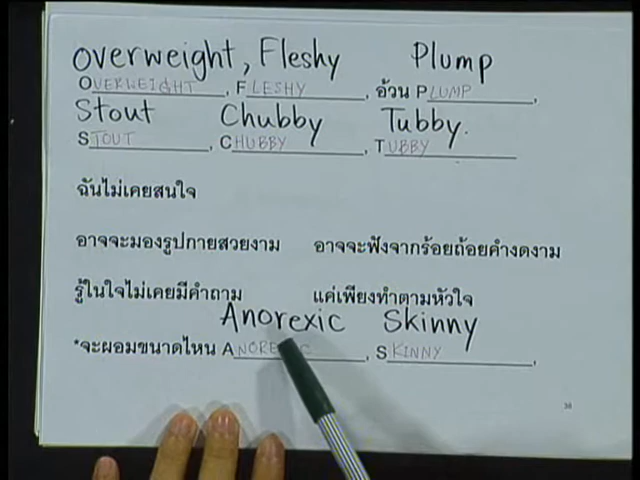 Overweight, Fleshy Plump
OVERWEIGHT, FLESHY, อ้วน PLUMP,
Stout Chubby Tubby.
STOUT, CHUBBY, TUBBY
ฉันไม่เคยสนใจ
อาจจะมองรูปกายสวยงาม อาจจะฟังจากร้อยถ้อยคำงดงาม
รู้ในใจไม่เคยมีคำถาม แค่เพียงทำตามหัวใจ
Anorexic Skinny
*จะผอมขนาดไหน ANOREXIC, SKINNY,